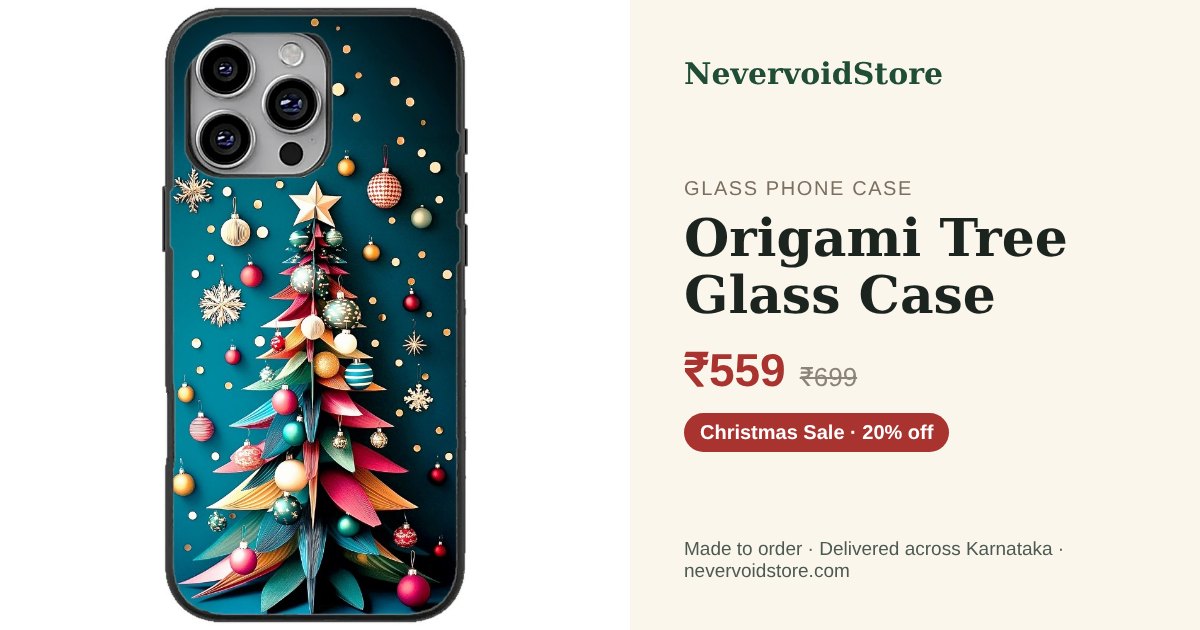 NevervoidStore
GLASS PHONE CASE
Origami Tree
Glass Case
₹559 ₹699
Christmas Sale · 20% off
Made to order · Delivered across Karnataka ·
nevervoidstore.com